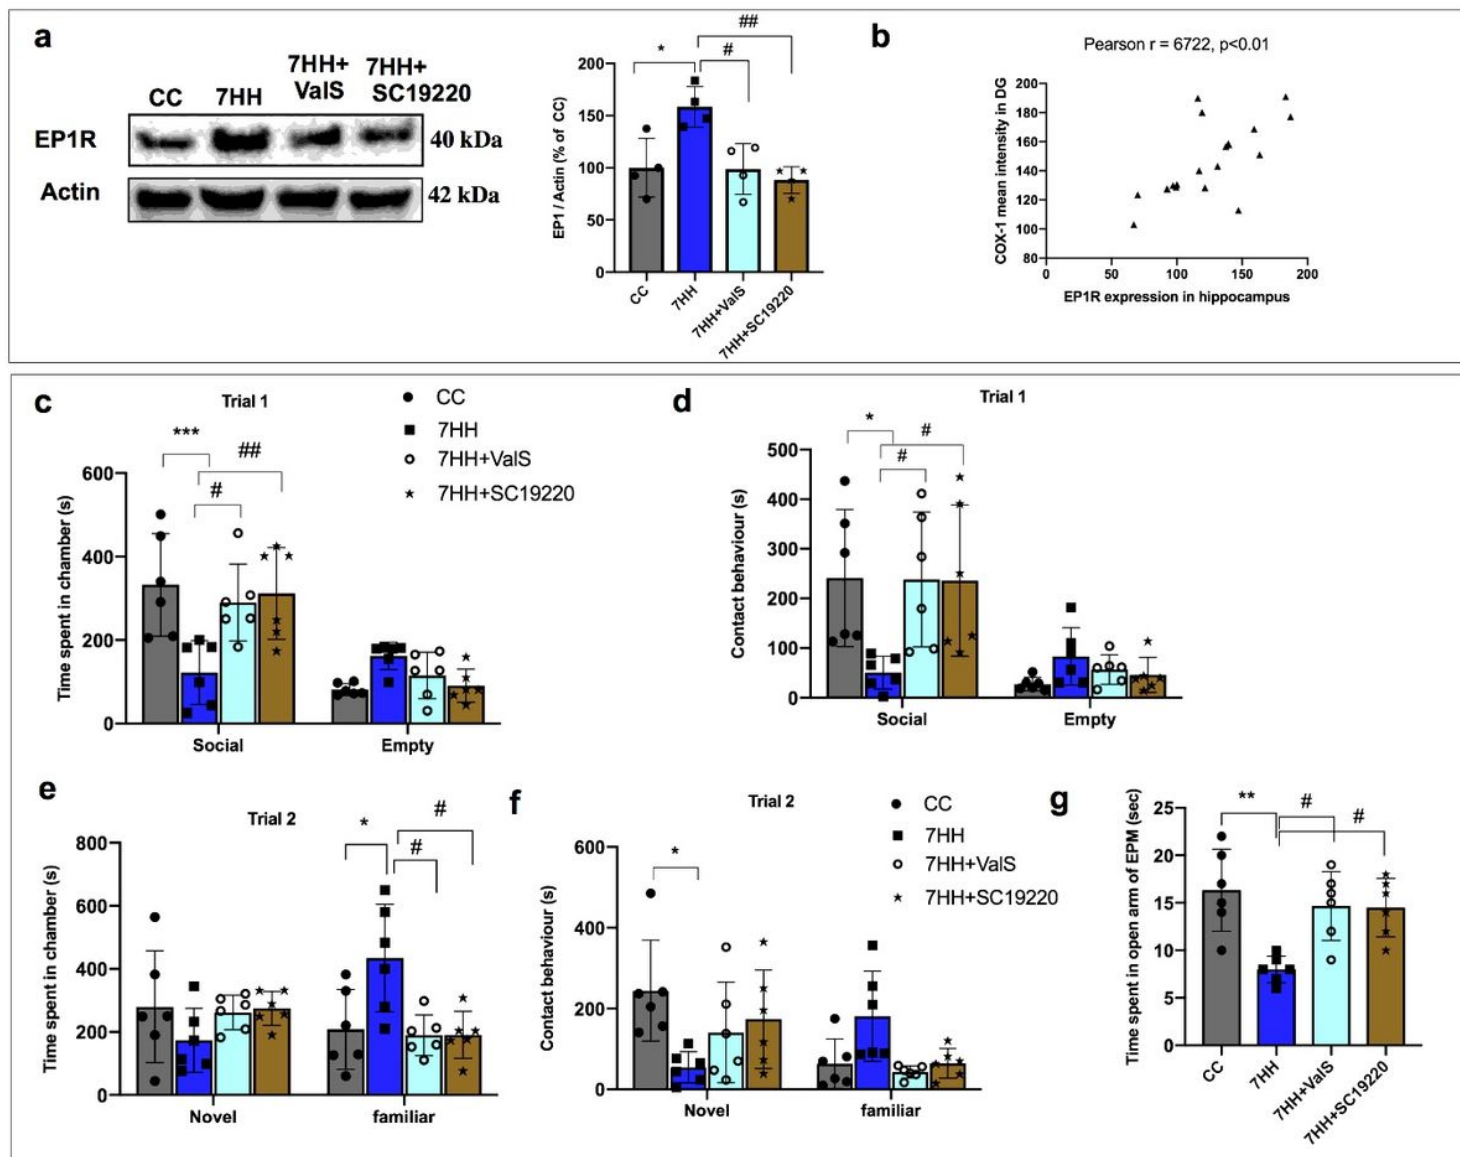 a
CC 7HH 7HH+ ValS 7HH+ SC19220
EP1R 40 kDa
Actin 42 kDa
EP1 / Actin (% of CC)
200
150
100
50
0
* # ##
CC 7HH 7HH+ValS 7HH+SC19220
b
Pearson r = 6722, p<0.01
COX-1 mean intensity in DG
200
180
160
140
120
100
80
0 50 100 150 200
EP1R expression in hippocampus
c
Trial 1
CC
7HH
7HH+ValS
7HH+SC19220
*** ##
#
Time spent in chamber (s)
600
400
200
0
Social Empty
d
Trial 1
* #
#
Contact behaviour (s)
500
400
300
200
100
0
Social Empty
e
Trial 2
* #
#
Time spent in chamber (s)
800
600
400
200
0
Novel familiar
f
Trial 2
CC
7HH
7HH+ValS
7HH+SC19220
*
Contact behaviour (s)
600
400
200
0
Novel familiar
g
** #
#
Time spent in open arm of EPM (sec)
25
20
15
10
5
0
CC 7HH 7HH+ValS 7HH+SC19220